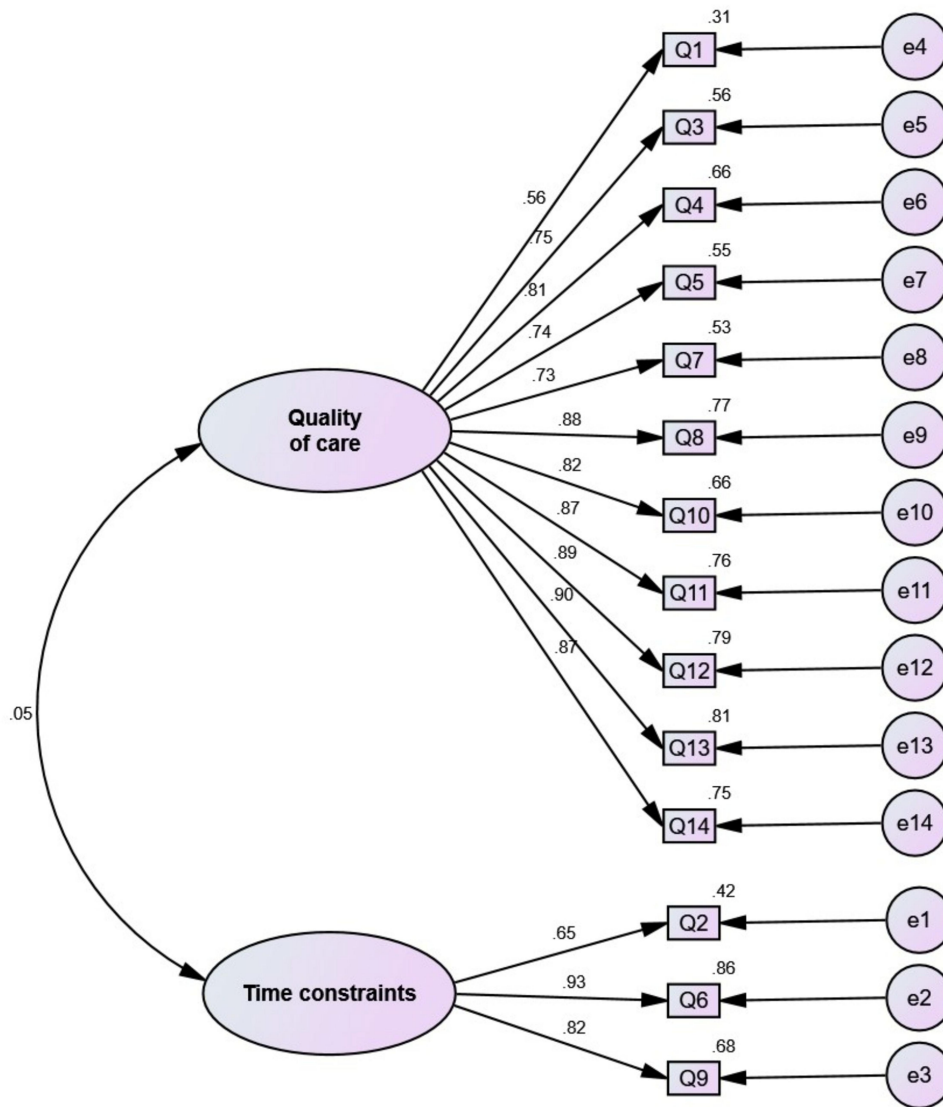 .31
Q1
e4
.56
Q3
e5
.66
Q4
e6
.55
Q5
e7
.53
Q7
e8
.77
Q8
e9
.66
Q10
e10
.76
Q11
e11
.79
Q12
e12
.81
Q13
e13
.75
Q14
e14
.56
.75
.81
.74
.73
.88
.82
.87
.89
.90
.87
Quality
of care
.05
Time constraints
.65
.93
.82
.42
Q2
e1
.86
Q6
e2
.68
Q9
e3